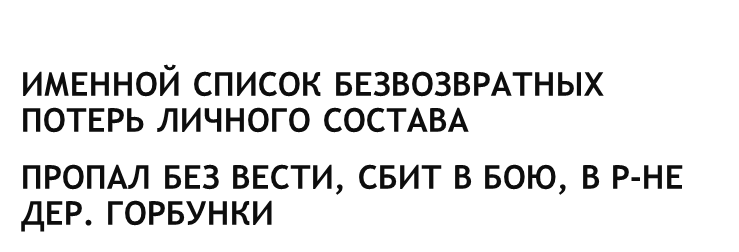 ИМЕННОЙ СПИСОК БЕЗВОЗВРАТНЫХ
ПОТЕРЬ ЛИЧНОГО СОСТАВА
ПРОПАЛ БЕЗ ВЕСТИ, СБИТ В БОЮ, В Р-НЕ
ДЕР. ГОРБУНКИ